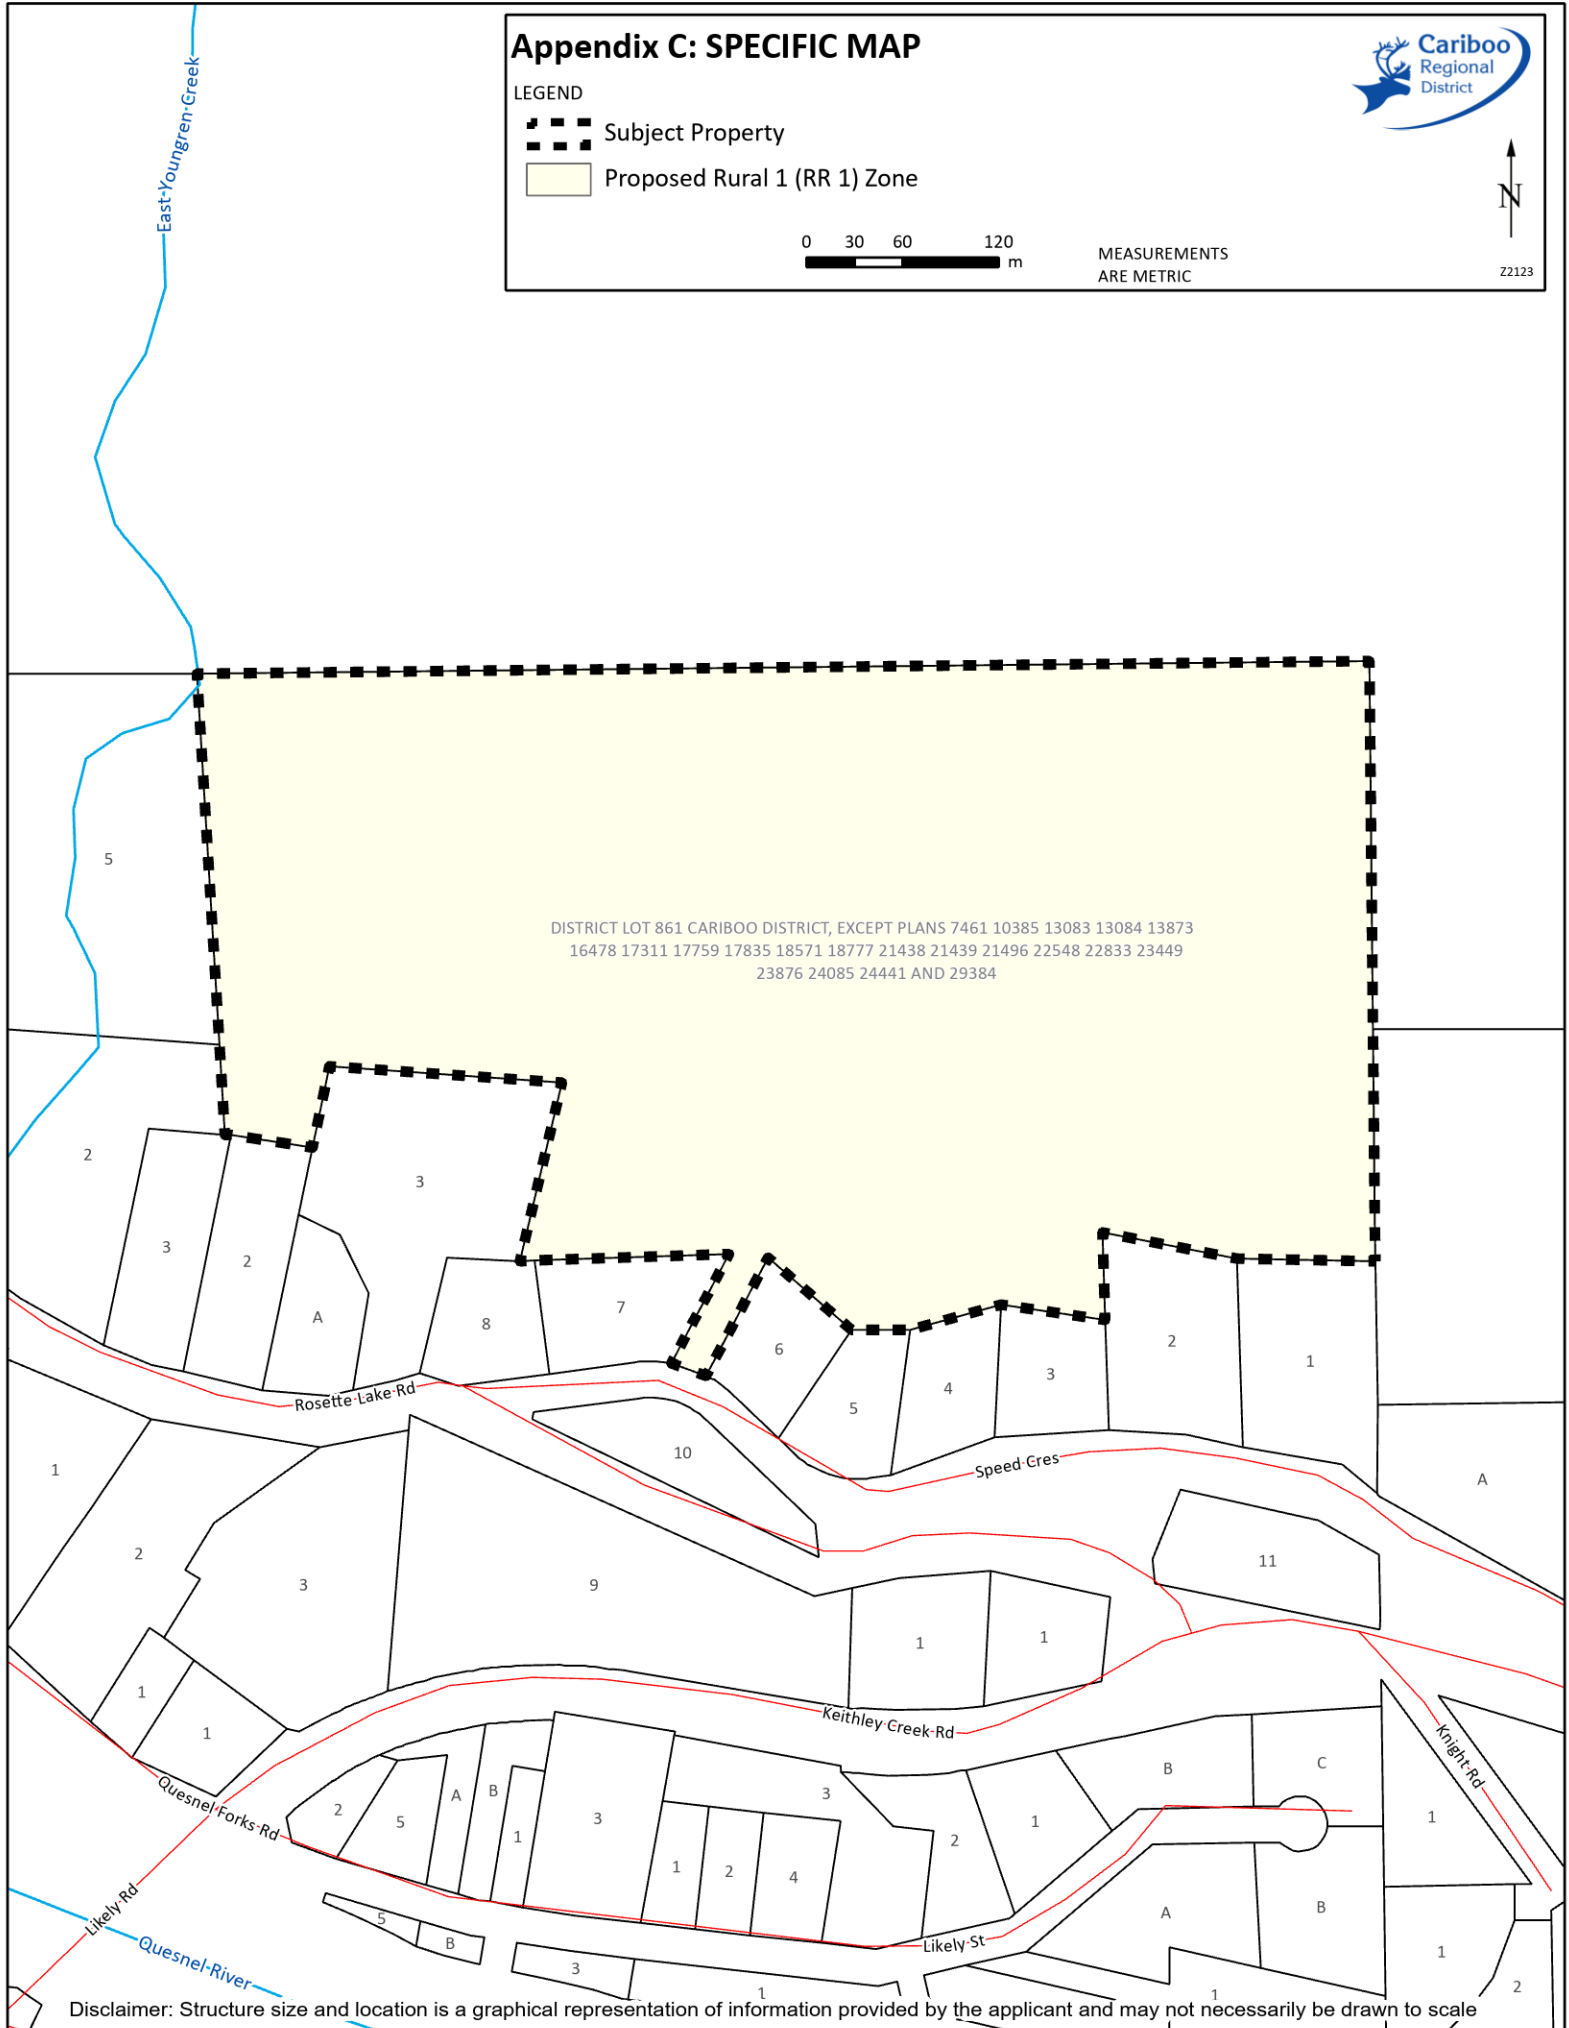 Appendix C: SPECIFIC MAP
Cariboo
Regional
District
LEGEND
Subject Property
Proposed Rural 1 (RR 1) Zone
N
0 30 60 120
m
MEASUREMENTS
ARE METRIC
Z2123
East Youngren Creek
5
DISTRICT LOT 861 CARIBOO DISTRICT, EXCEPT PLANS 7461 10385 13083 13084 13873
16478 17311 17759 17835 18571 18777 21438 21439 21496 22548 22833 23449
23876 24085 24441 AND 29384
2
3
3
2
A
8
7
6
5
4
3
2
1
Rosette Lake Rd
Speed Cres
A
10
1
2
3
9
11
1
1
1
1
Keithley Creek Rd
Knight Rd
Quesnel Forks Rd
2
5
A
B
1
3
3
1
2
4
2
1
B
C
1
Likely Rd
5
B
Likely St
A
B
1
2
Quesnel River
3
1
1
Disclaimer: Structure size and location is a graphical representation of information provided by the applicant and may not necessarily be drawn to scale